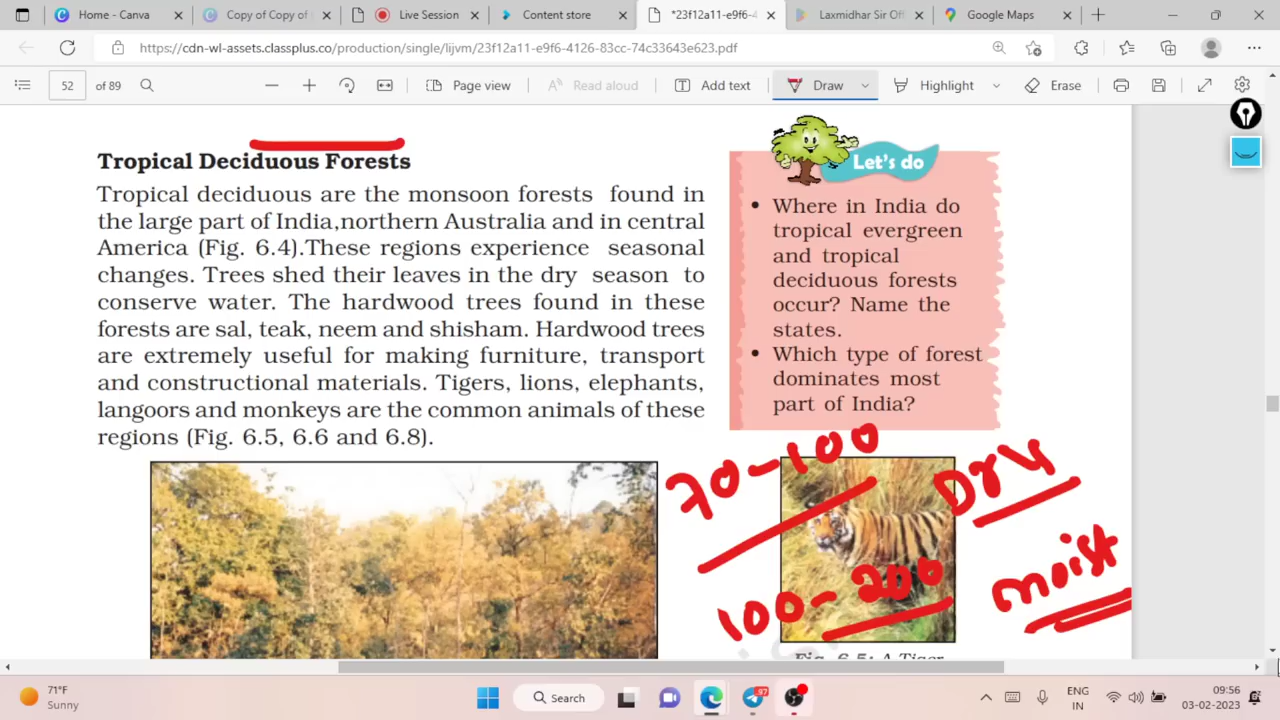 Home - Canva
Copy of Copy of
Live Session
Content store
*23f12a11-e9f6-4
Laxmidhar Sir Off
Google Maps
https://cdn-wl-assets.classplus.co/production/single/lijvm/23f12a11-e9f6-4126-83cc-74c33643e623.pdf
52 of 89
Page view
Read aloud
Add text
Draw
Highlight
Erase
Tropical Deciduous Forests
Tropical deciduous are the monsoon forests found in
the large part of India,northern Australia and in central
America (Fig. 6.4).These regions experience seasonal
changes. Trees shed their leaves in the dry season to
conserve water. The hardwood trees found in these
forests are sal, teak, neem and shisham. Hardwood trees
are extremely useful for making furniture, transport
and constructional materials. Tigers, lions, elephants,
langoors and monkeys are the common animals of these
regions (Fig. 6.5, 6.6 and 6.8).
Let's do
• Where in India do
tropical evergreen
and tropical
deciduous forests
occur? Name the
states.
• Which type of forest
dominates most
part of India?
70-100 Dry
100-200 moist
Fig. 6.5: A Tiger
71°F
Sunny
Search
97
ENG
IN
09:56
03-02-2023